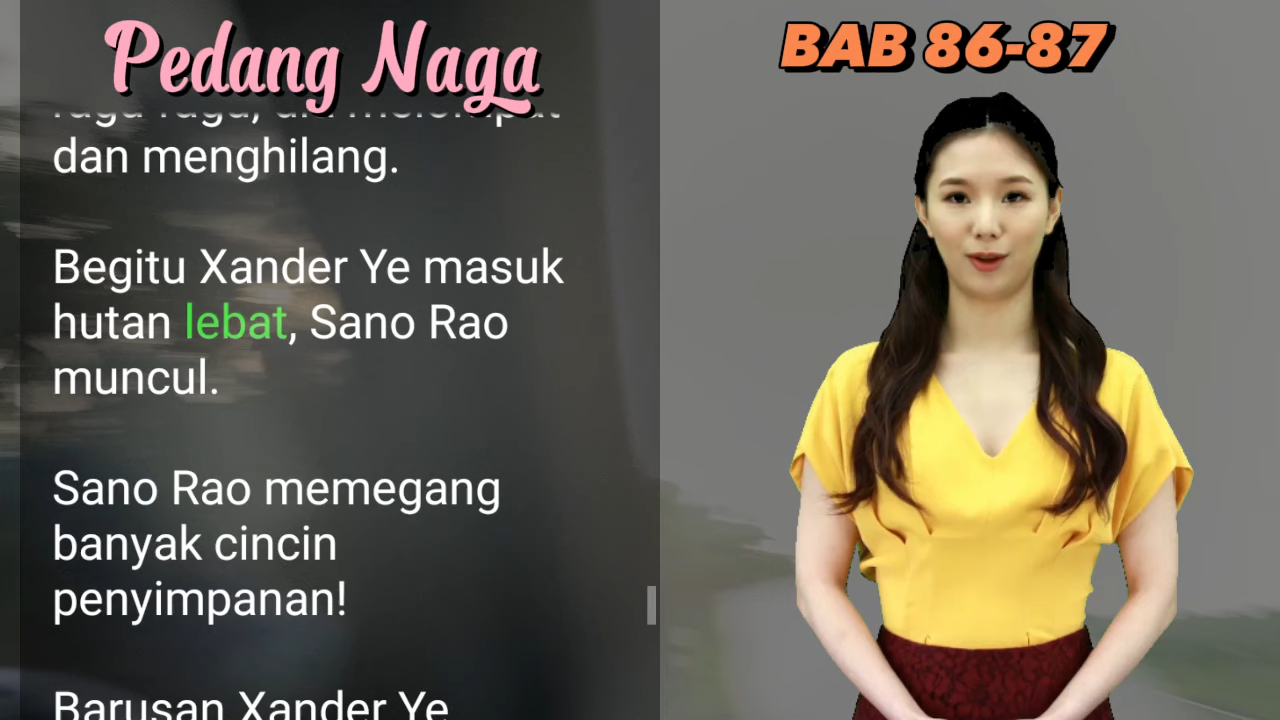 Pedang Naga
BAB 86-87
dan menghilang.
Begitu Xander Ye masuk
hutan lebat, Sano Rao
muncul.
Sano Rao memegang
banyak cincin
penyimpanan!
Barusan Xander Ye